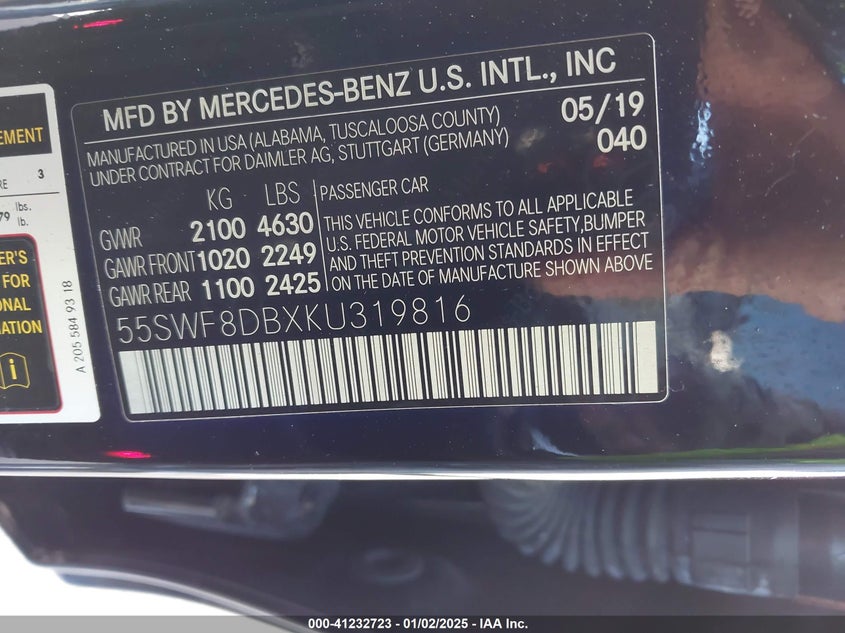 MFD BY MERCEDES-BENZ U.S. INTL., INC
MANUFACTURED IN USA (ALABAMA, TUSCALOOSA COUNTY)
UNDER CONTRACT FOR DAIMLER AG, STUTTGART (GERMANY)
05/19
040
KG LBS
GVWR 2100 4630
GAWR FRONT 1020 2249
GAWR REAR 1100 2425
PASSENGER CAR
THIS VEHICLE CONFORMS TO ALL APPLICABLE
U.S. FEDERAL MOTOR VEHICLE SAFETY, BUMPER
AND THEFT PREVENTION STANDARDS IN EFFECT
ON THE DATE OF MANUFACTURE SHOWN ABOVE
55SWF8DBXKU319816
EMENT
RE 3
79 lbs.
lb.
ER'S
FOR
ONAL
MATION
i
A 205 584 93 18
000-41232723 - 01/02/2025 - IAA Inc.